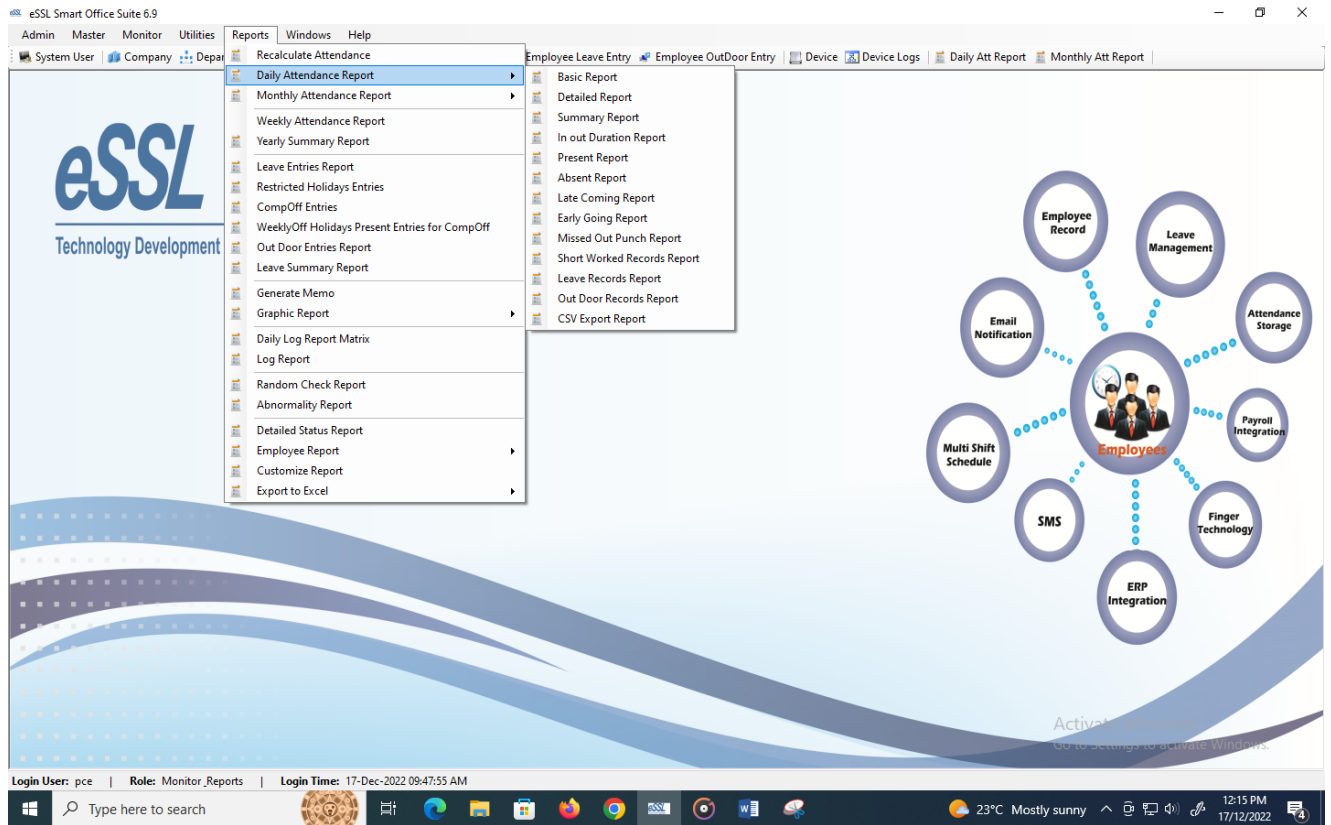 eSSL Smart Office Suite 6.9
Admin Master Monitor Utilities Reports Windows Help
System User Company Depar Employee Leave Entry Employee OutDoor Entry Device Device Logs Daily Att Report Monthly Att Report
Recalculate Attendance
Daily Attendance Report
Monthly Attendance Report
Weekly Attendance Report
Yearly Summary Report
Leave Entries Report
Restricted Holidays Entries
CompOff Entries
WeeklyOff Holidays Present Entries for CompOff
Out Door Entries Report
Leave Summary Report
Generate Memo
Graphic Report
Daily Log Report Matrix
Log Report
Random Check Report
Abnormality Report
Detailed Status Report
Employee Report
Customize Report
Export to Excel
Basic Report
Detailed Report
Summary Report
In out Duration Report
Present Report
Absent Report
Late Coming Report
Early Going Report
Missed Out Punch Report
Short Worked Records Report
Leave Records Report
Out Door Records Report
CSV Export Report
eSSL
Technology Development
Employee
Record
Leave
Management
Email
Notification
Attendance
Storage
Payroll
Integration
Multi Shift
Schedule
Employees
SMS
Finger
Technology
ERP
Integration
Go to Settings to activate Windows.
Login User: pce | Role: Monitor_Reports | Login Time: 17-Dec-2022 09:47:55 AM
Type here to search
eSSL
23°C Mostly sunny
12:15 PM
17/12/2022
4